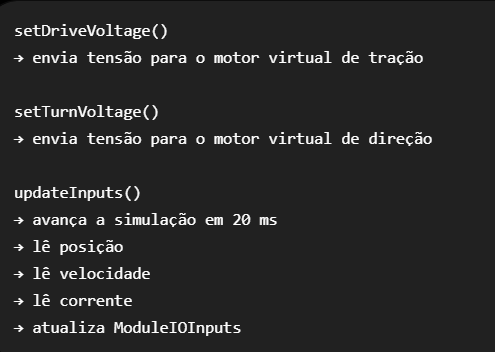 setDriveVoltage()
→ envia tensão para o motor virtual de tração
setTurnVoltage()
→ envia tensão para o motor virtual de direção
updateInputs()
→ avança a simulação em 20 ms
→ lê posição
→ lê velocidade
→ lê corrente
→ atualiza ModuleIOInputs